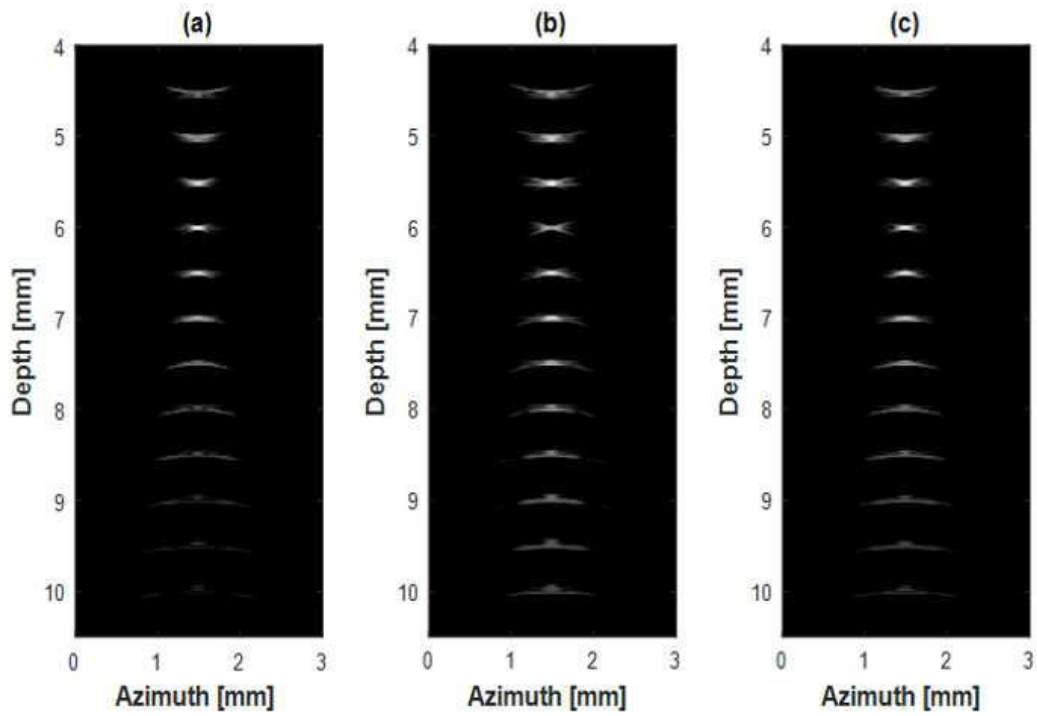 (a) (b) (c)
4 4 4
5 5 5
6 6 6
7 7 7
8 8 8
9 9 9
10 10 10
Depth [mm] Depth [mm] Depth [mm]
0 1 2 3 0 1 2 3 0 1 2 3
Azimuth [mm] Azimuth [mm] Azimuth [mm]